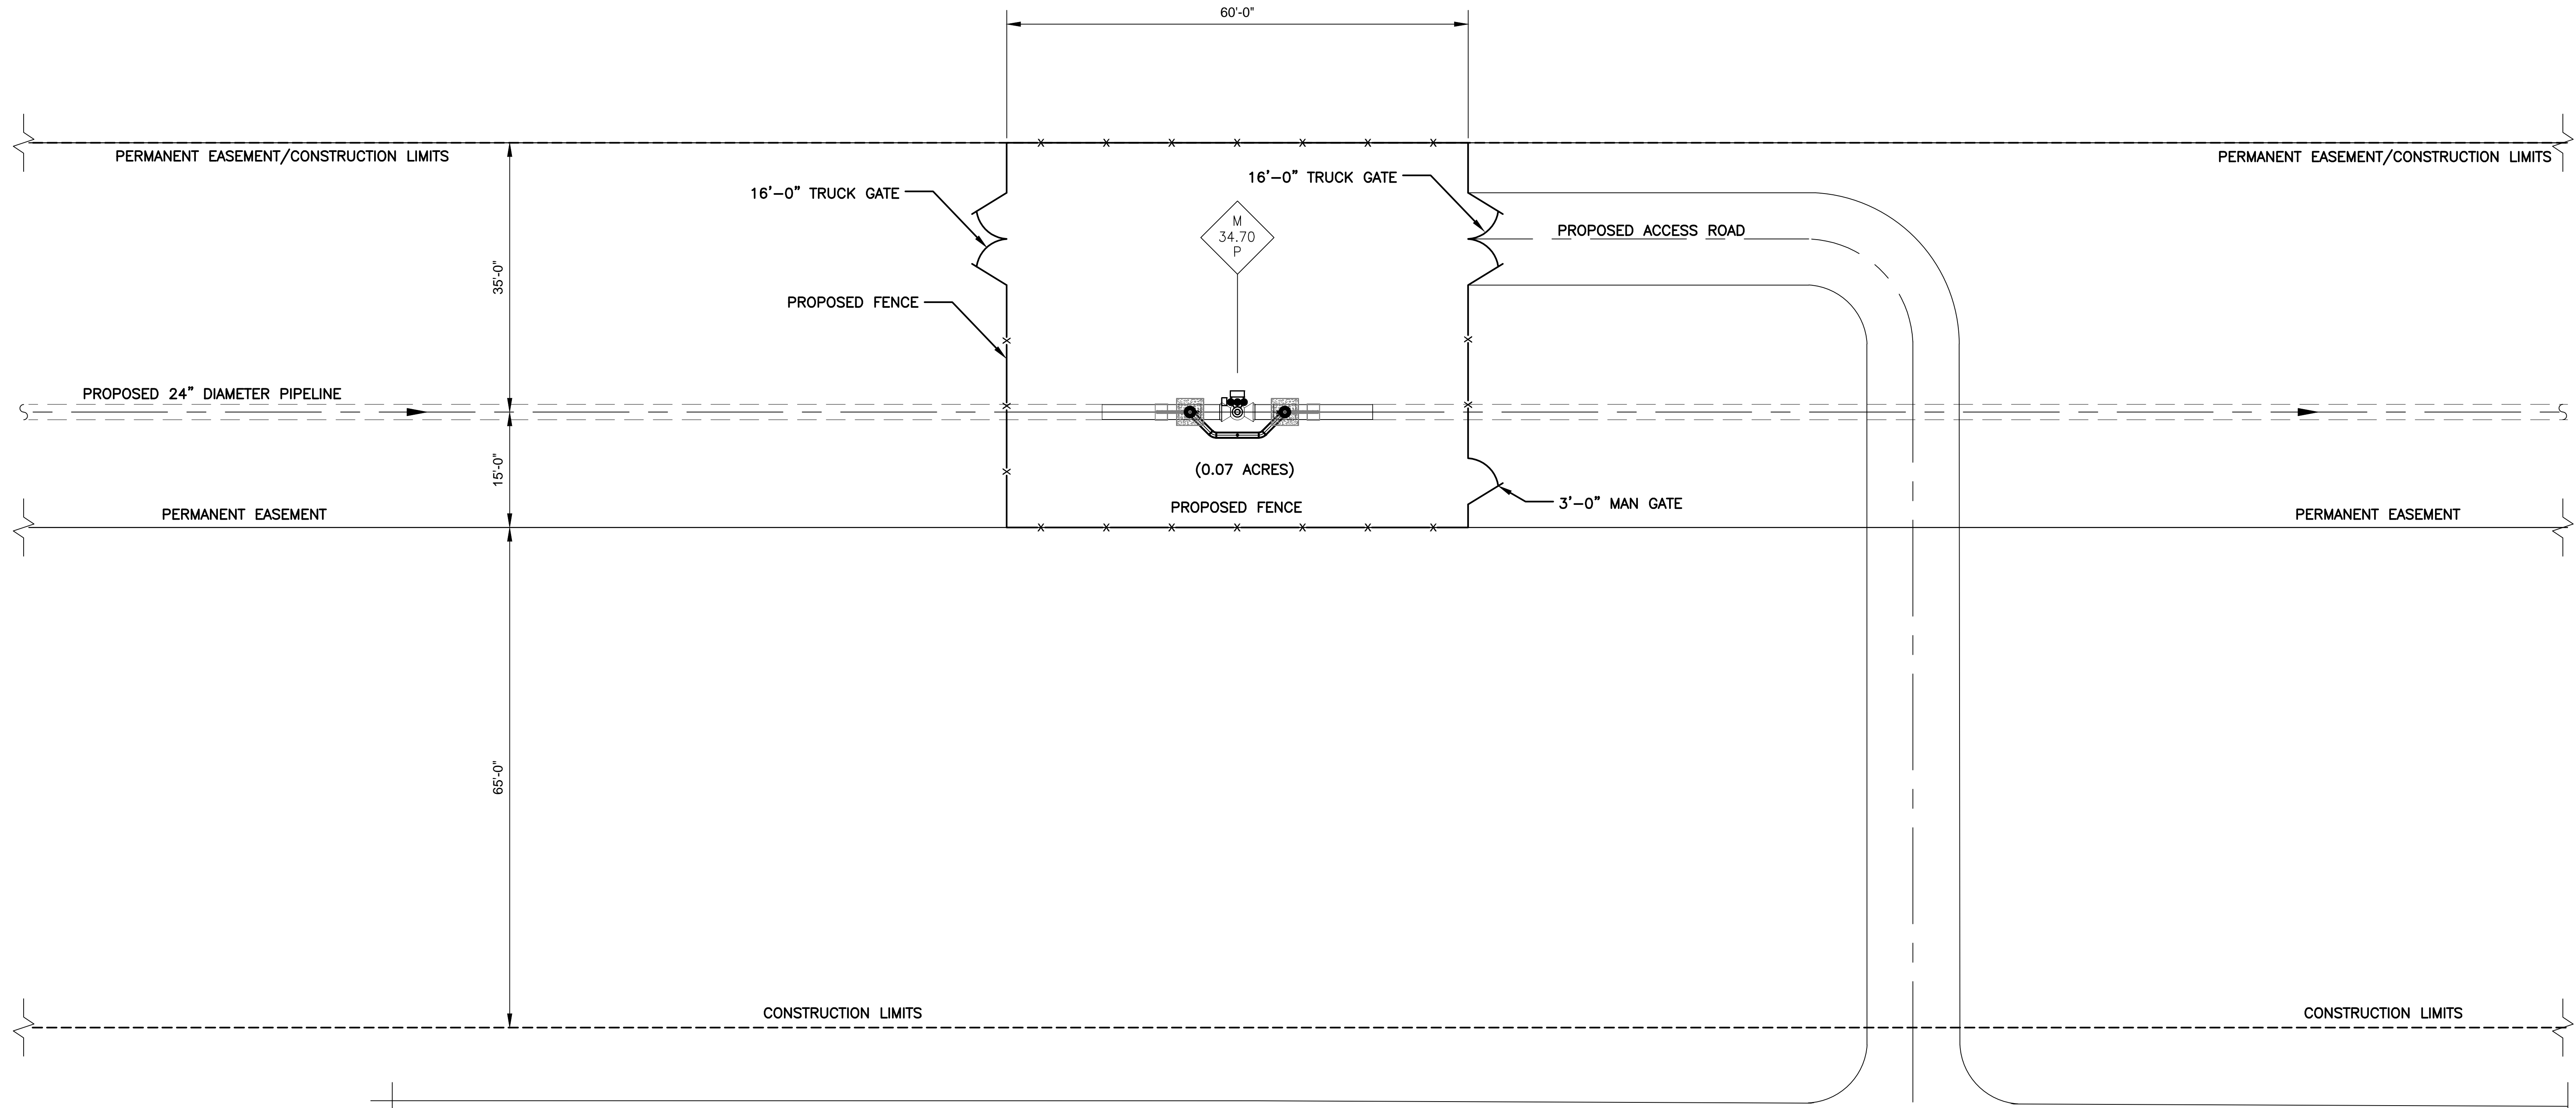 60'-0"
PERMANENT EASEMENT/CONSTRUCTION LIMITS
PERMANENT EASEMENT/CONSTRUCTION LIMITS
16'-0" TRUCK GATE
16'-0" TRUCK GATE
M
34.70
P
PROPOSED ACCESS ROAD
35'-0"
PROPOSED FENCE
PROPOSED 24" DIAMETER PIPELINE
15'-0"
(0.07 ACRES)
PROPOSED FENCE
3'-0" MAN GATE
PERMANENT EASEMENT
PERMANENT EASEMENT
65'-0"
CONSTRUCTION LIMITS
CONSTRUCTION LIMITS